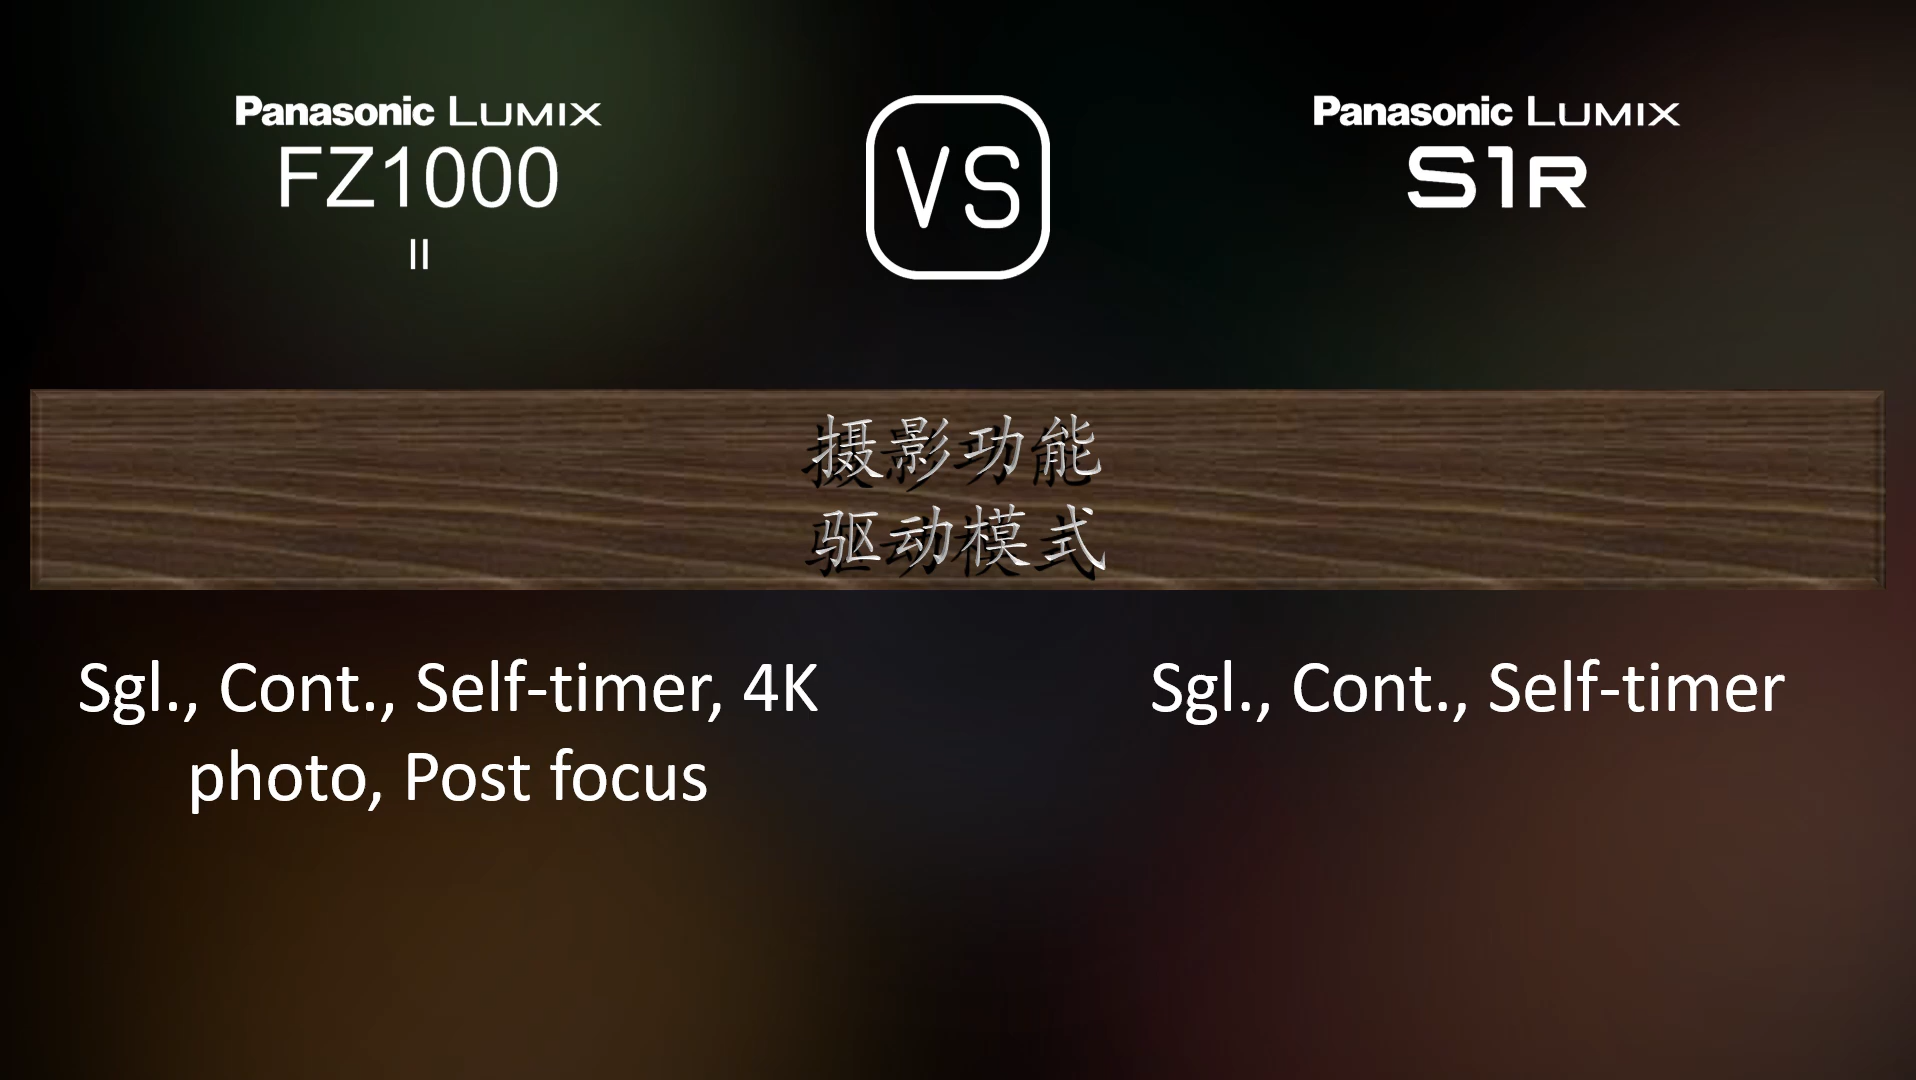 Panasonic LUMIX
FZ1000
II
VS
Panasonic LUMIX
S1R
摄影功能
驱动模式
Sgl., Cont., Self-timer, 4K
photo, Post focus
Sgl., Cont., Self-timer